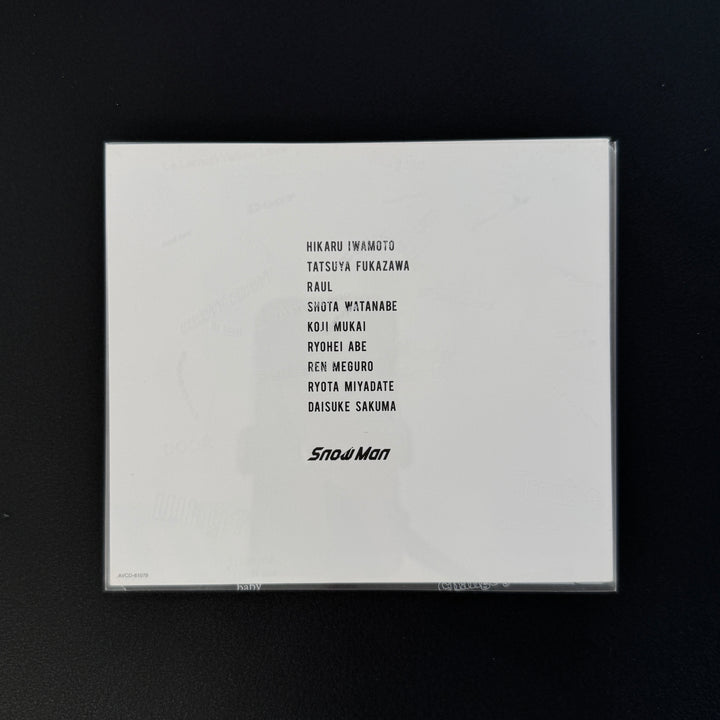 HIKARU IWAMOTO
TATSUYA FUKAZAWA
RAUL
SHOTA WATANABE
KOJI MUKAI
RYOHEI ABE
REN MEGURO
RYOTA MIYADATE
DAISUKE SAKUMA
Snow Man
baby